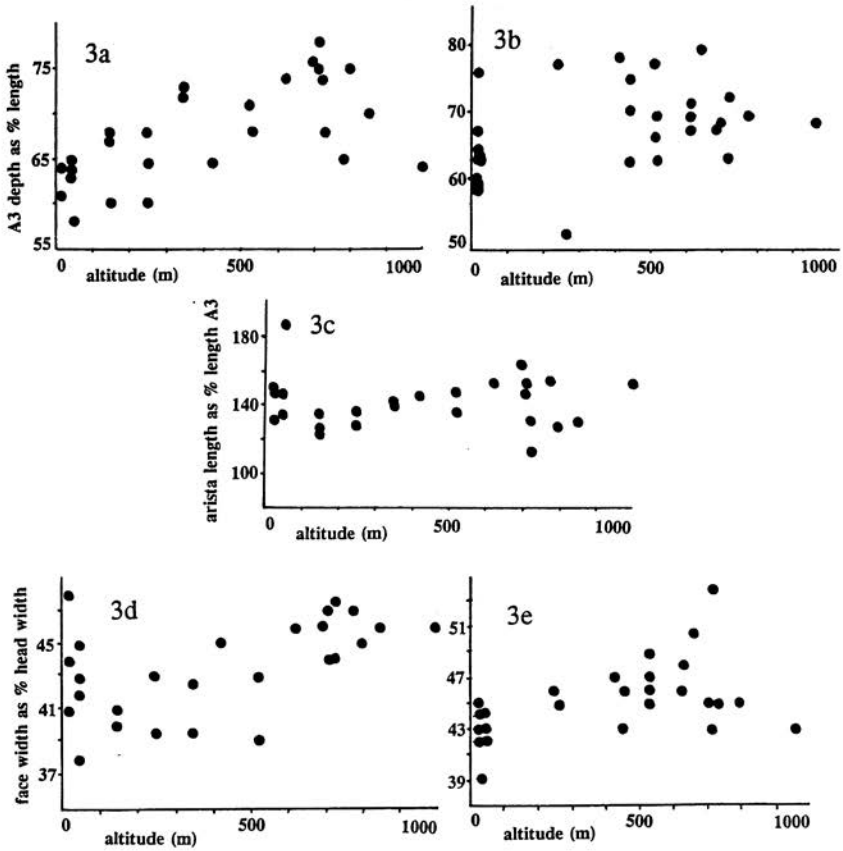 3a
A3 depth as % length
75
65
55
0 500 1000
altitude (m)
3b
80
70
60
50
0 500 1000
altitude (m)
3c
arista length as % length A3
180
140
100
0 500 1000
altitude (m)
3d
face width as % head width
45
41
37
0 500 1000
altitude (m)
3e
51
47
43
39
0 500 1000
altitude (m)